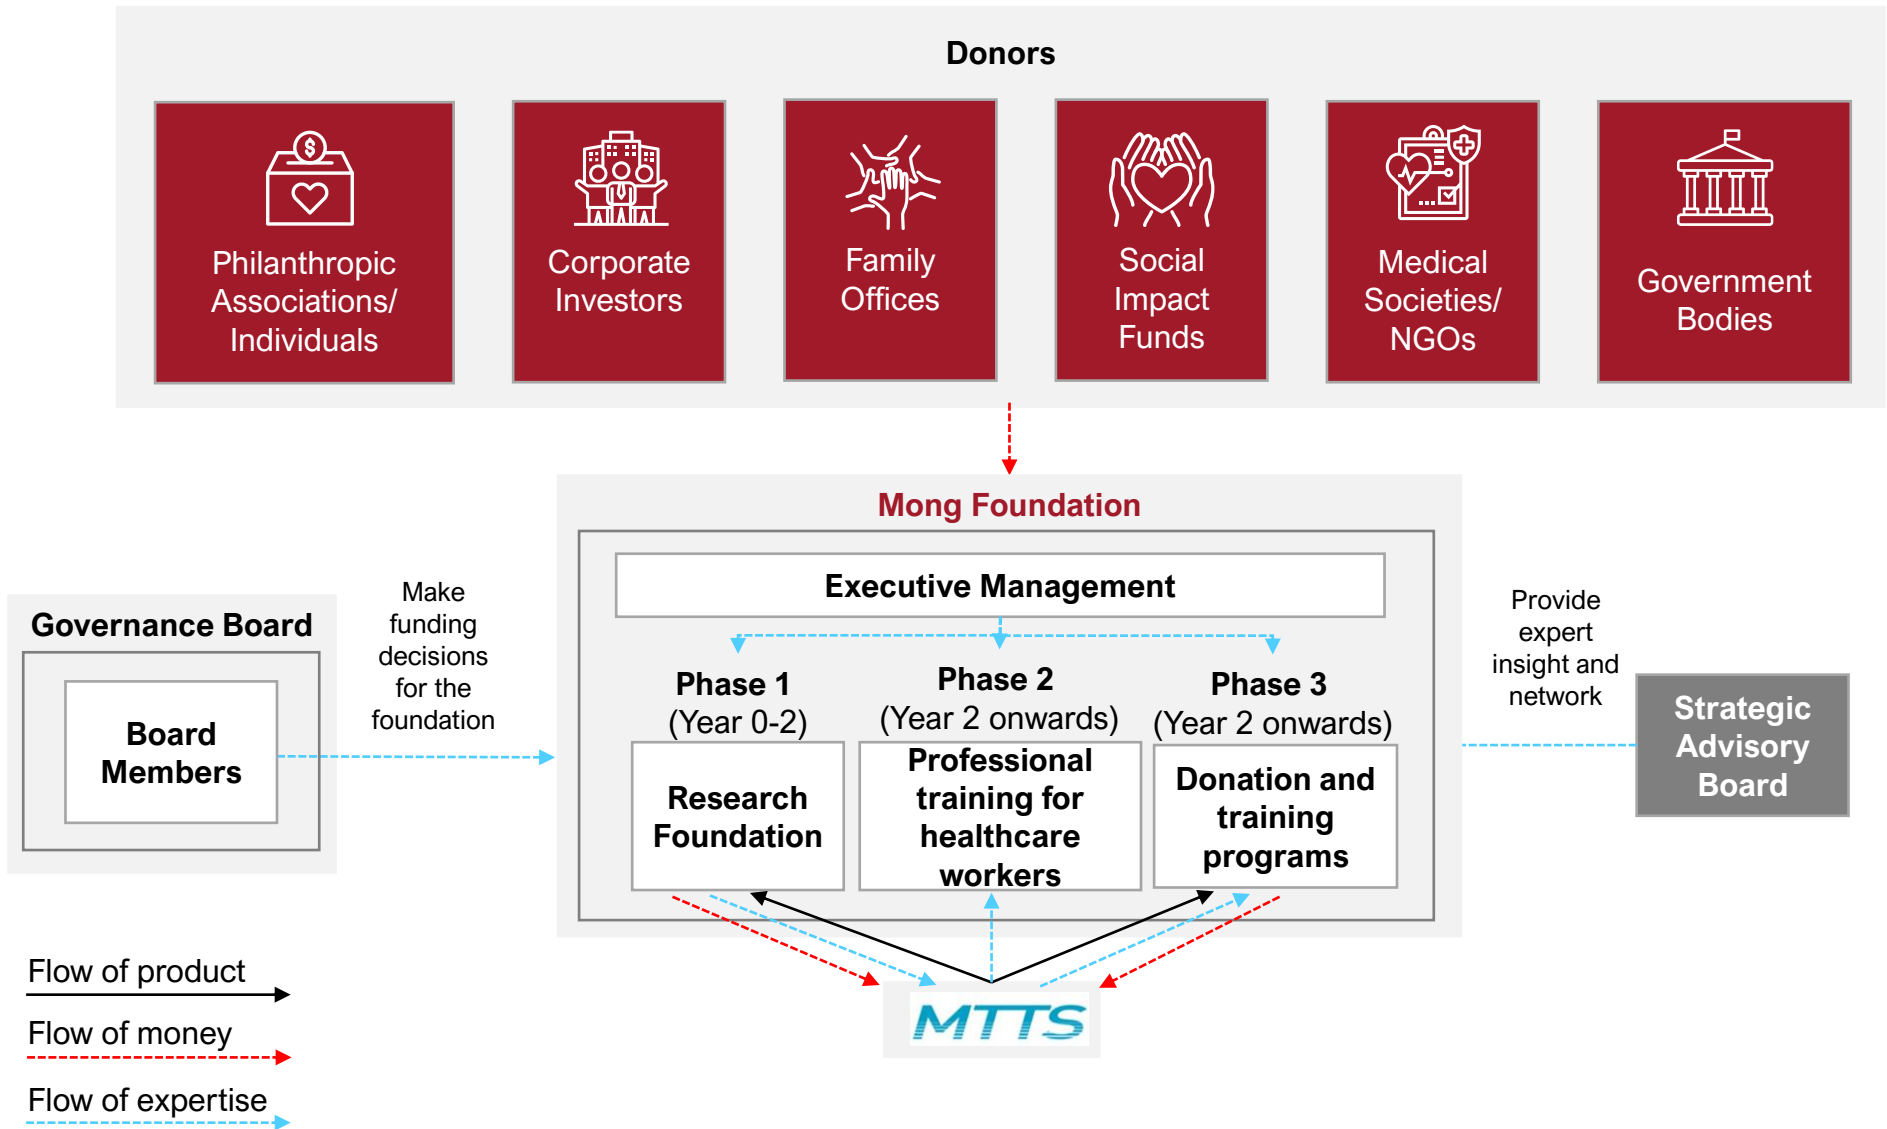 Donors
$
Philanthropic
Associations/
Individuals
Corporate
Investors
Family
Offices
Social
Impact
Funds
Medical
Societies/
NGOs
Government
Bodies
Mong Foundation
Executive Management
Governance Board
Board
Members
Make
funding
decisions
for the
foundation
Phase 1
(Year 0-2)
Research
Foundation
Phase 2
(Year 2 onwards)
Professional
training for
healthcare
workers
Phase 3
(Year 2 onwards)
Donation and
training
programs
Provide
expert
insight and
network
Strategic
Advisory
Board
MTTS
Flow of product
Flow of money
Flow of expertise